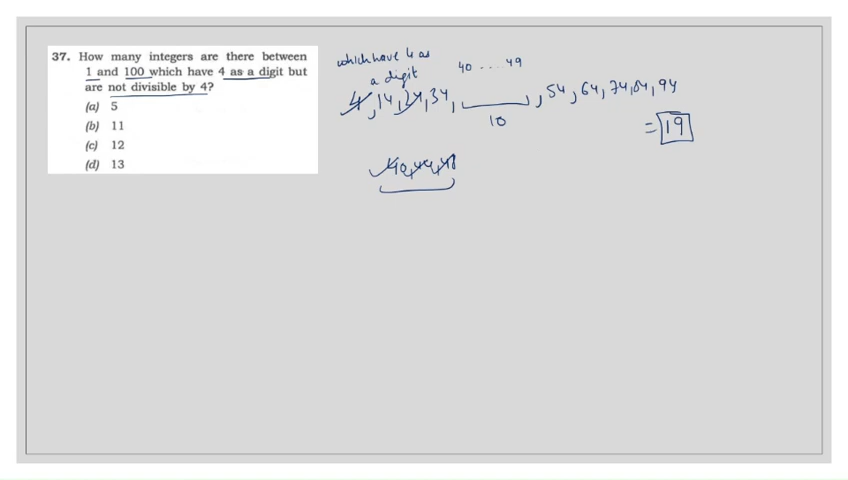 37. How many integers are there between
1 and 100 which have 4 as a digit but
are not divisible by 4?
(a) 5
(b) 11
(c) 12
(d) 13
which have 4 as
a digit
40 .... 49
4, 14, 24, 34, , 54, 64, 74, 84, 94
10
= 19
40, 44, 48